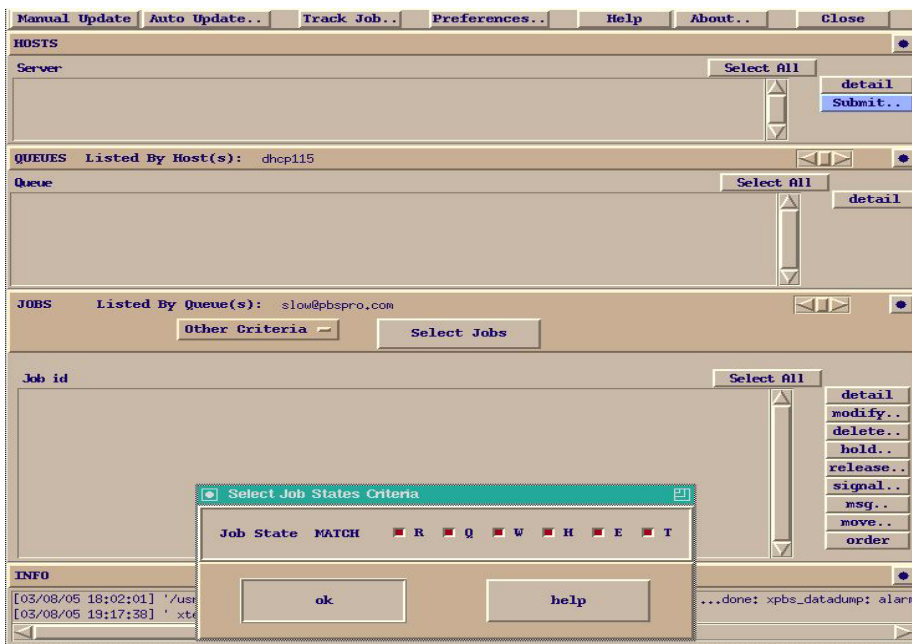 Manual Update Auto Update.. Track Job.. Preferences.. Help About.. Close
HOSTS
Server Select All
detail
Submit..
QUEUES Listed By Host(s): dhcp115
Queue Select All
detail
JOBS Listed By Queue(s): slow@pbspro.com
Other Criteria Select Jobs
Job id Select All
detail
modify..
delete..
hold..
release..
signal..
msg..
move..
order
Select Job States Criteria
Job State MATCH R Q W H E T
ok help
INFO
[03/08/05 18:02:01] '/usr ...done: xpbs_datadump: alarm
[03/08/05 19:17:38] ' xte